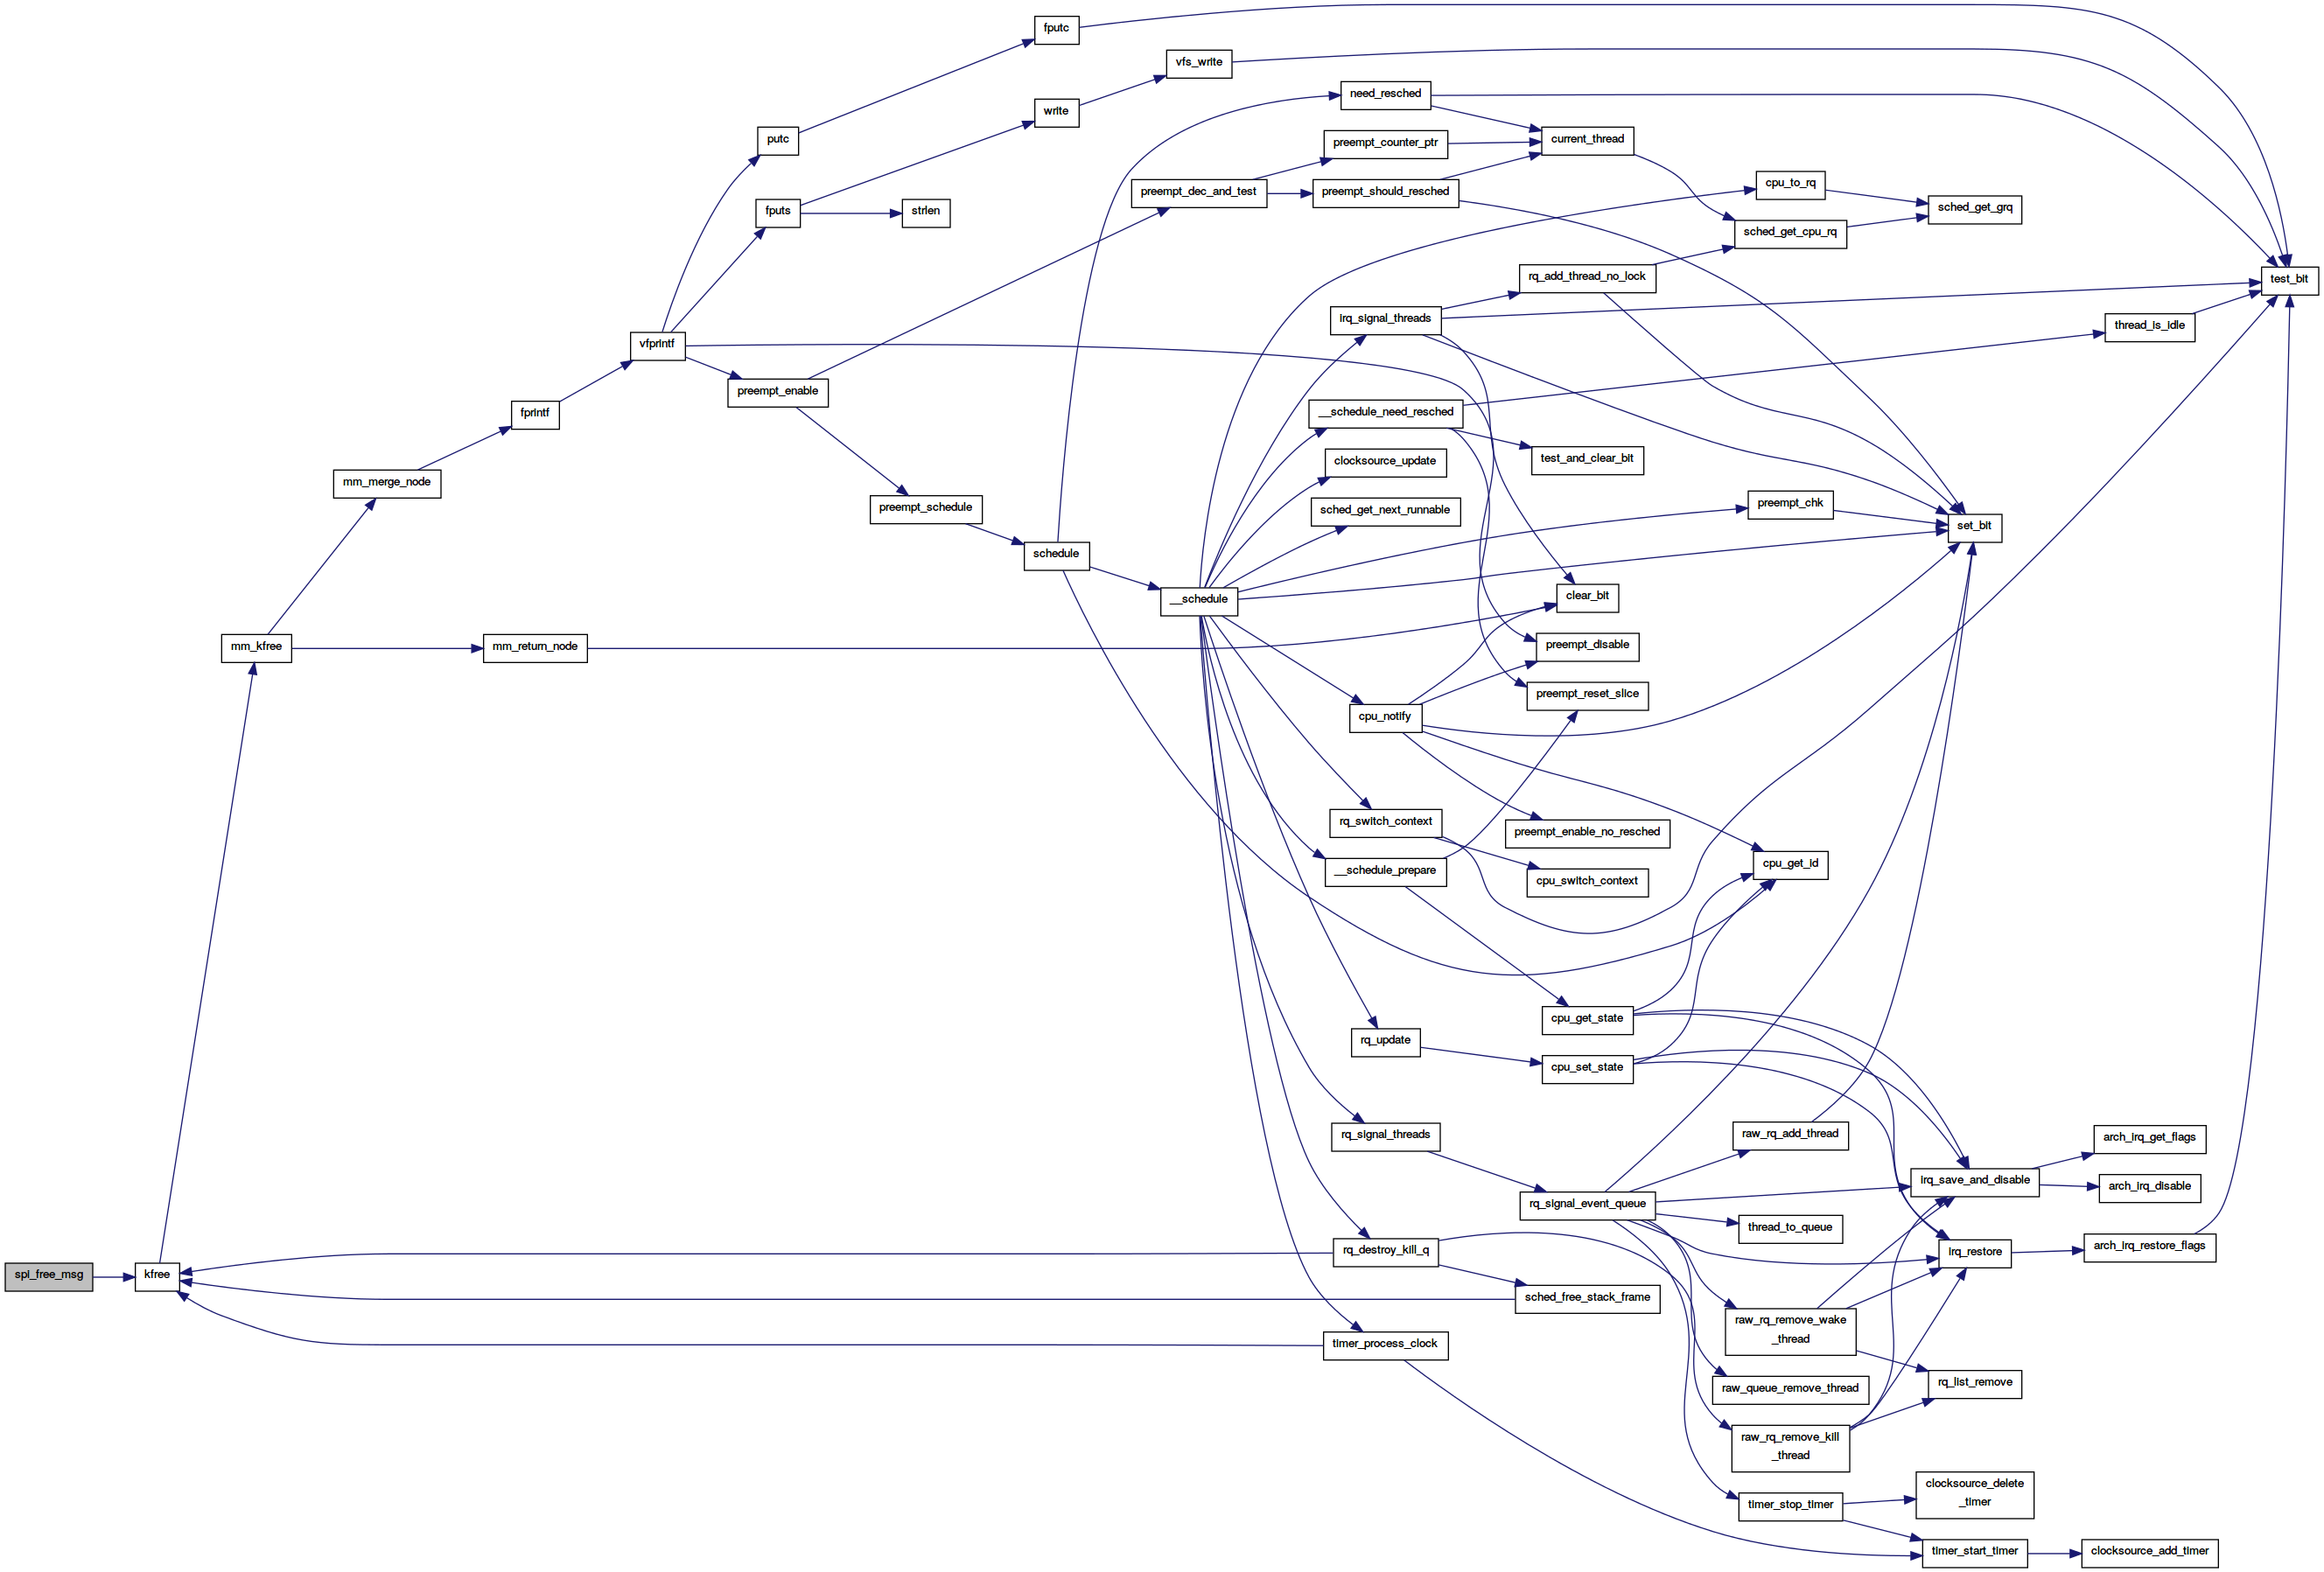 fputc
vfs_write
need_resched
write
putc
current_thread
preempt_counter_ptr
cpu_to_rq
preempt_dec_and_test
preempt_should_resched
fputs
strlen
sched_get_grq
sched_get_cpu_rq
rq_add_thread_no_lock
test_bit
irq_signal_threads
thread_is_idle
vfprintf
preempt_enable
fprintf
__schedule_need_resched
test_and_clear_bit
clocksource_update
mm_merge_node
preempt_schedule
sched_get_next_runnable
preempt_chk
set_bit
schedule
__schedule
clear_bit
mm_kfree
mm_return_node
preempt_disable
preempt_reset_slice
cpu_notify
rq_switch_context
preempt_enable_no_resched
cpu_get_id
__schedule_prepare
cpu_switch_context
cpu_get_state
rq_update
cpu_set_state
rq_signal_threads
raw_rq_add_thread
arch_irq_get_flags
irq_save_and_disable
arch_irq_disable
rq_signal_event_queue
thread_to_queue
rq_destroy_kill_q
irq_restore
arch_irq_restore_flags
spl_free_msg
kfree
sched_free_stack_frame
raw_rq_remove_wake
_thread
timer_process_clock
raw_queue_remove_thread
rq_list_remove
raw_rq_remove_kill
_thread
clocksource_delete
_timer
timer_stop_timer
timer_start_timer
clocksource_add_timer